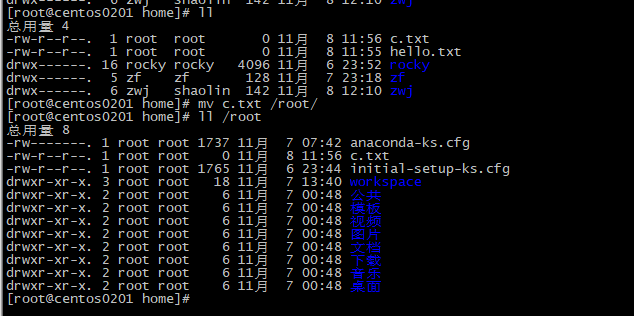 drwx------.  6 zwj   shaolin  142 11月  8 12:10 zwj
[root@centos0201 home]# ll
总用量 4
-rw-r--r--.  1 root  root       0 11月  8 11:56 c.txt
-rw-r--r--.  1 root  root       0 11月  8 11:55 hello.txt
drwx------. 16 rocky rocky   4096 11月  6 23:52 rocky
drwx------.  5 zf    zf       128 11月  7 23:18 zf
drwx------.  6 zwj   shaolin  142 11月  8 12:10 zwj
[root@centos0201 home]# mv c.txt /root/
[root@centos0201 home]# ll /root
总用量 8
-rw-------. 1 root root 1737 11月  7 07:42 anaconda-ks.cfg
-rw-r--r--. 1 root root    0 11月  8 11:56 c.txt
-rw-r--r--. 1 root root 1765 11月  6 23:44 initial-setup-ks.cfg
drwxr-xr-x. 3 root root   18 11月  7 13:40 workspace
drwxr-xr-x. 2 root root    6 11月  7 00:48 公共
drwxr-xr-x. 2 root root    6 11月  7 00:48 模板
drwxr-xr-x. 2 root root    6 11月  7 00:48 视频
drwxr-xr-x. 2 root root    6 11月  7 00:48 图片
drwxr-xr-x. 2 root root    6 11月  7 00:48 文档
drwxr-xr-x. 2 root root    6 11月  7 00:48 下载
drwxr-xr-x. 2 root root    6 11月  7 00:48 音乐
drwxr-xr-x. 2 root root    6 11月  7 00:48 桌面
[root@centos0201 home]#